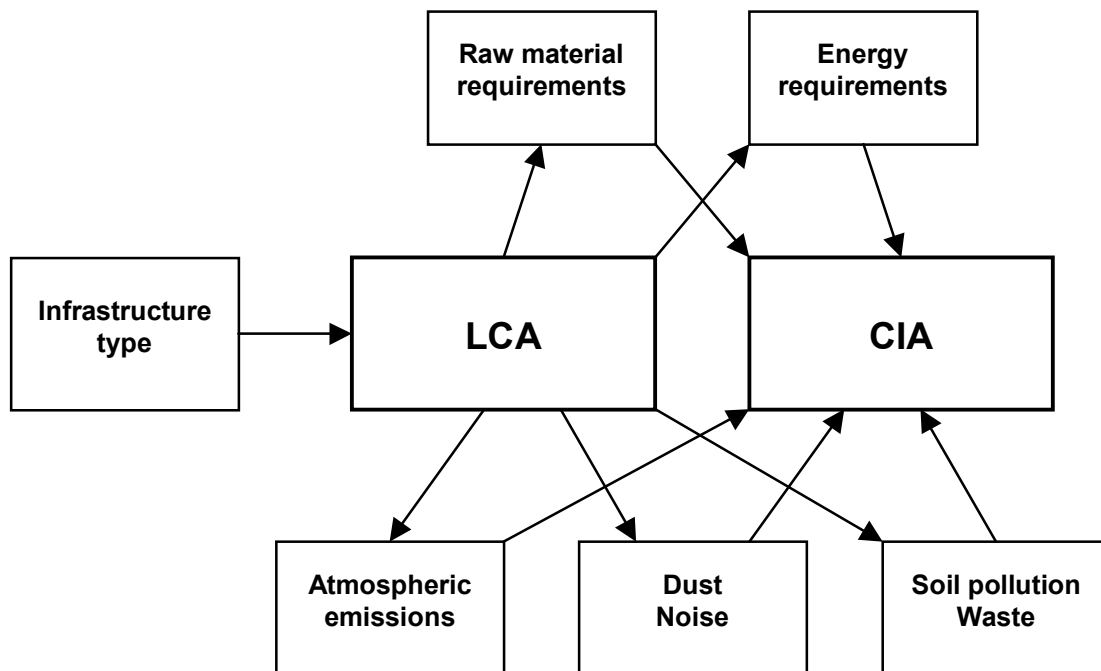 Raw material
requirements
Energy
requirements
Infrastructure
type
LCA
CIA
Atmospheric
emissions
Dust
Noise
Soil pollution
Waste